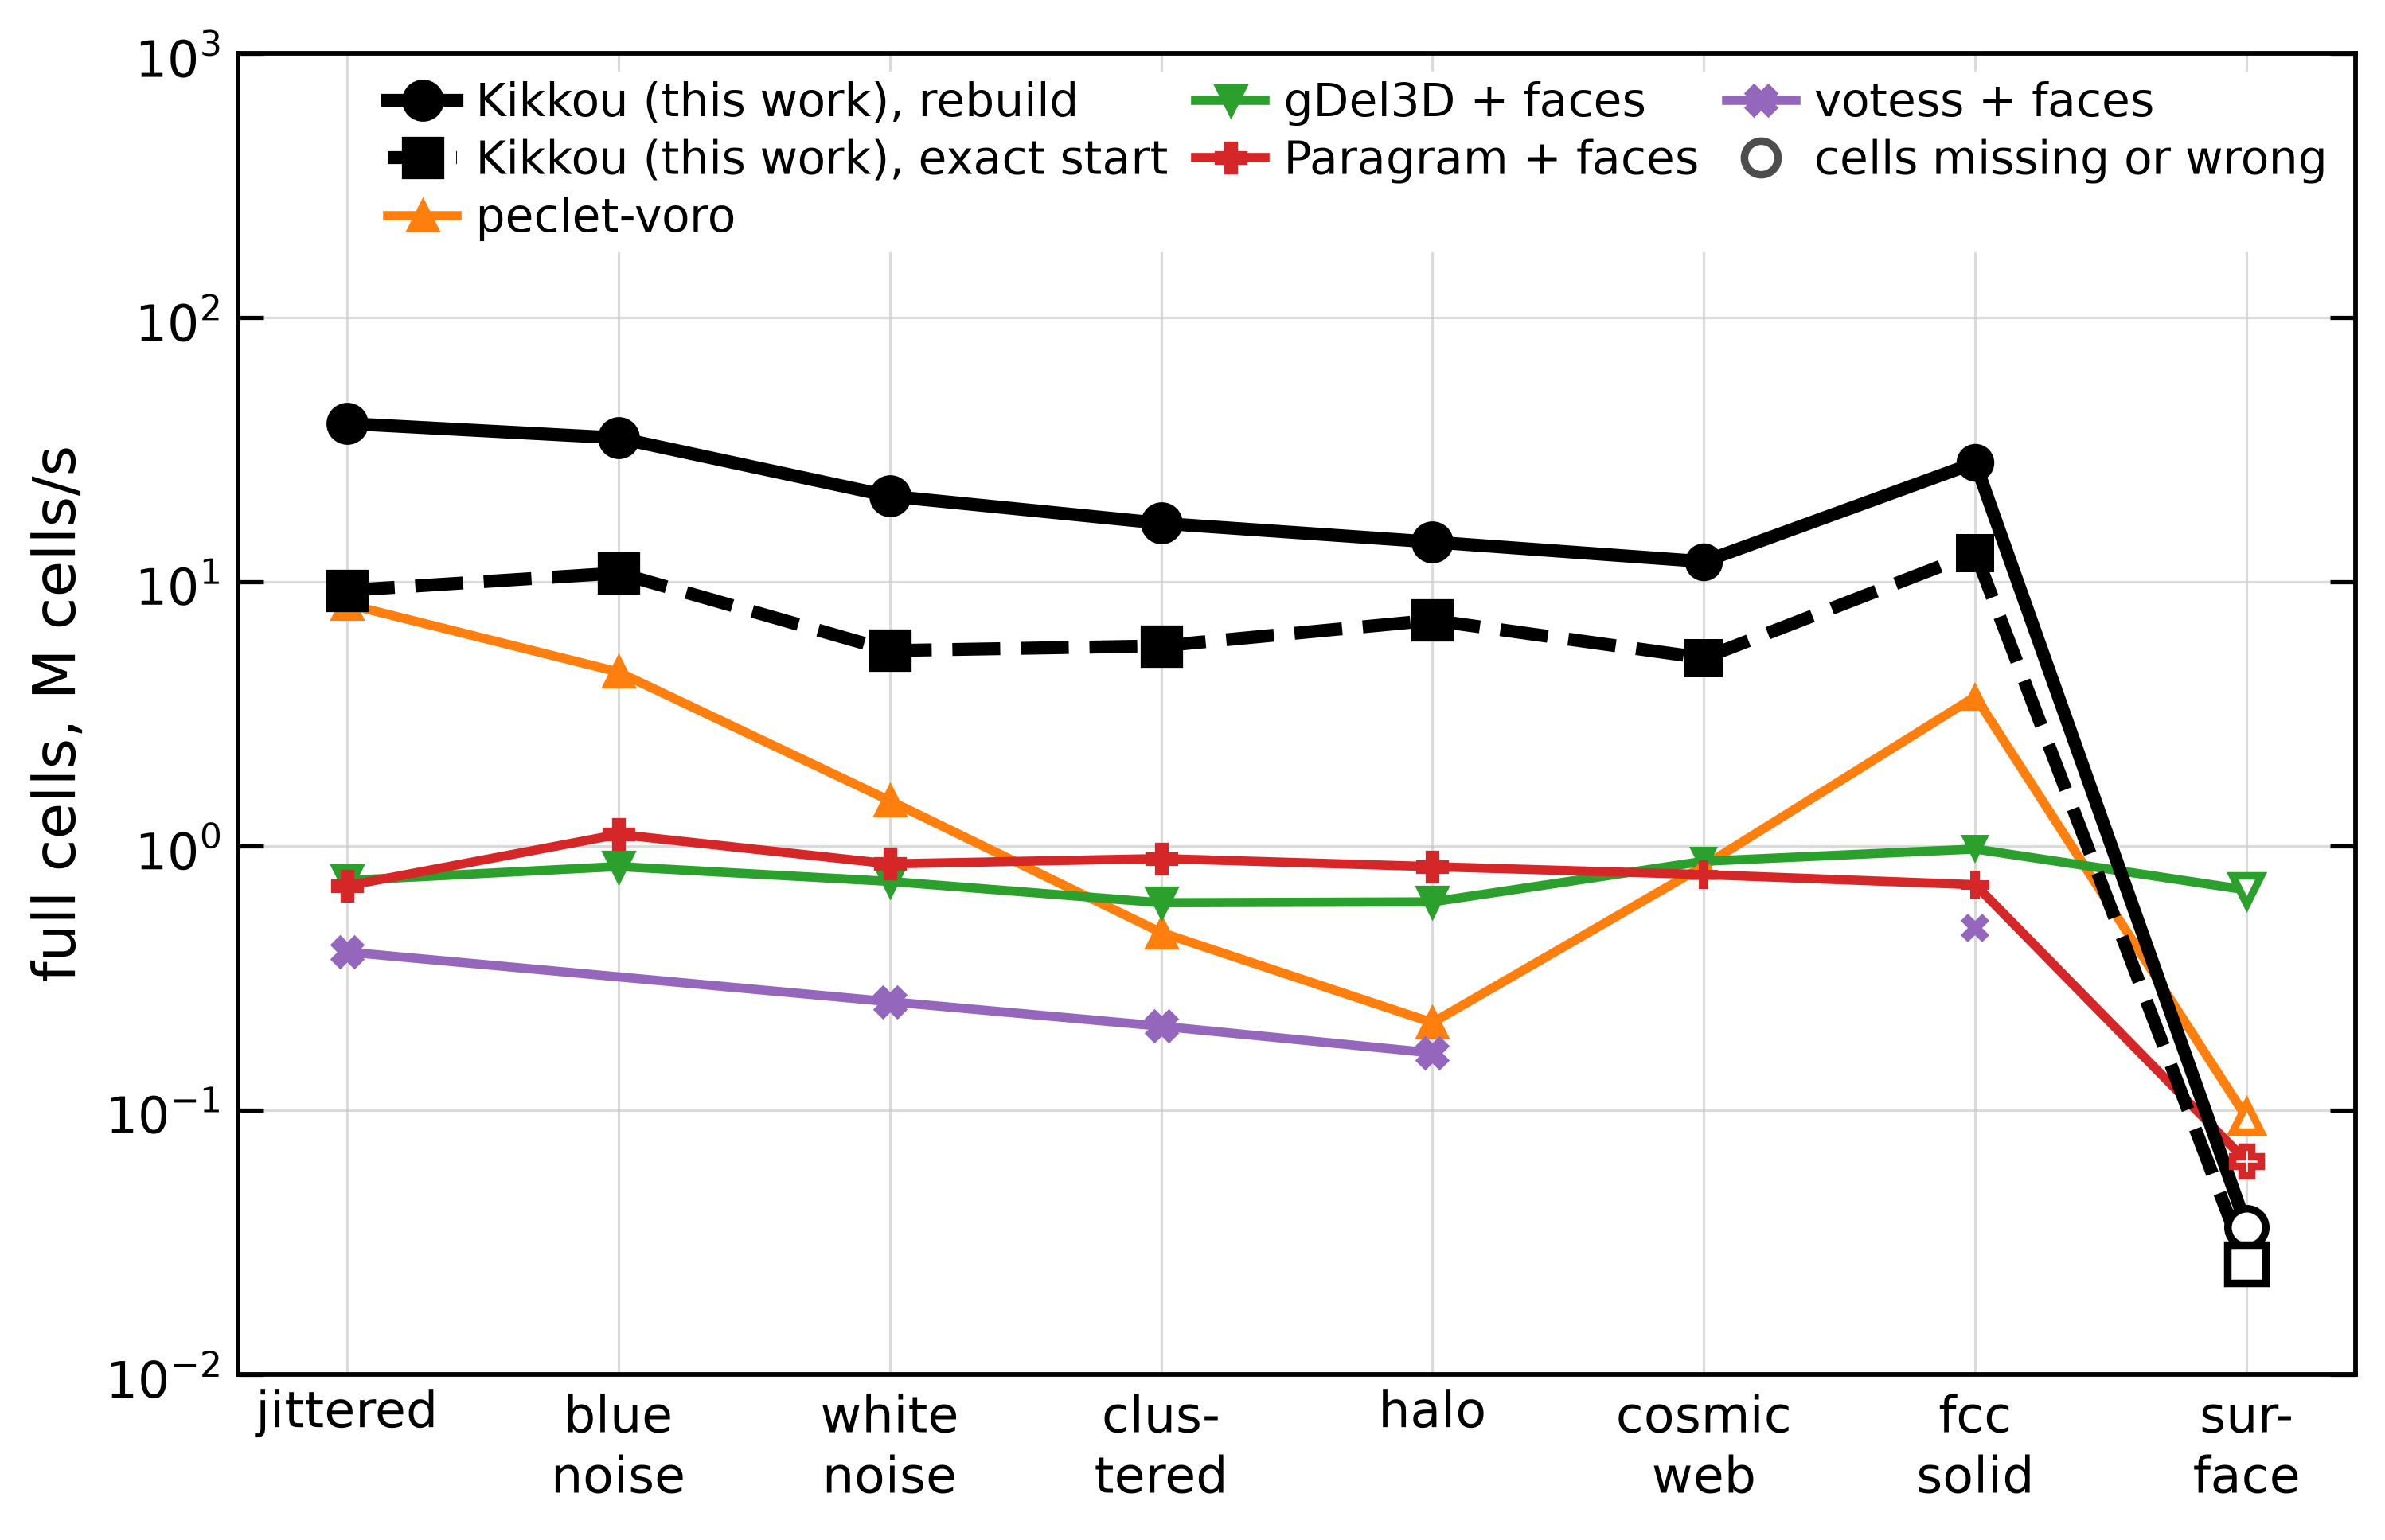 Kikkou (this work), rebuild
Kikkou (this work), exact start
peclet-voro
gDel3D + faces
Paragram + faces
votess + faces
cells missing or wrong
full cells, M cells/s
10³
10²
10¹
10⁰
10⁻¹
10⁻²
jittered
blue
noise
white
noise
clus-
tered
halo
cosmic
web
fcc
solid
sur-
face